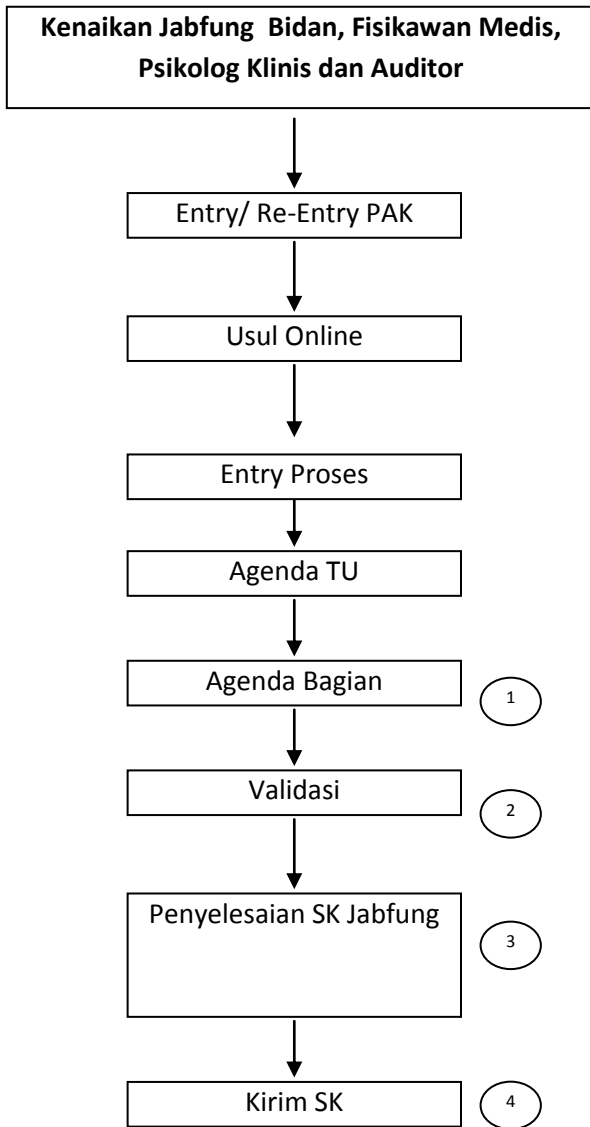 Kenaikan Jabfung Bidan, Fisikawan Medis,
Psikolog Klinis dan Auditor
Entry/ Re-Entry PAK
Usul Online
Entry Proses
Agenda TU
Agenda Bagian
1
Validasi
2
Penyelesaian SK Jabfung
3
Kirim SK
4